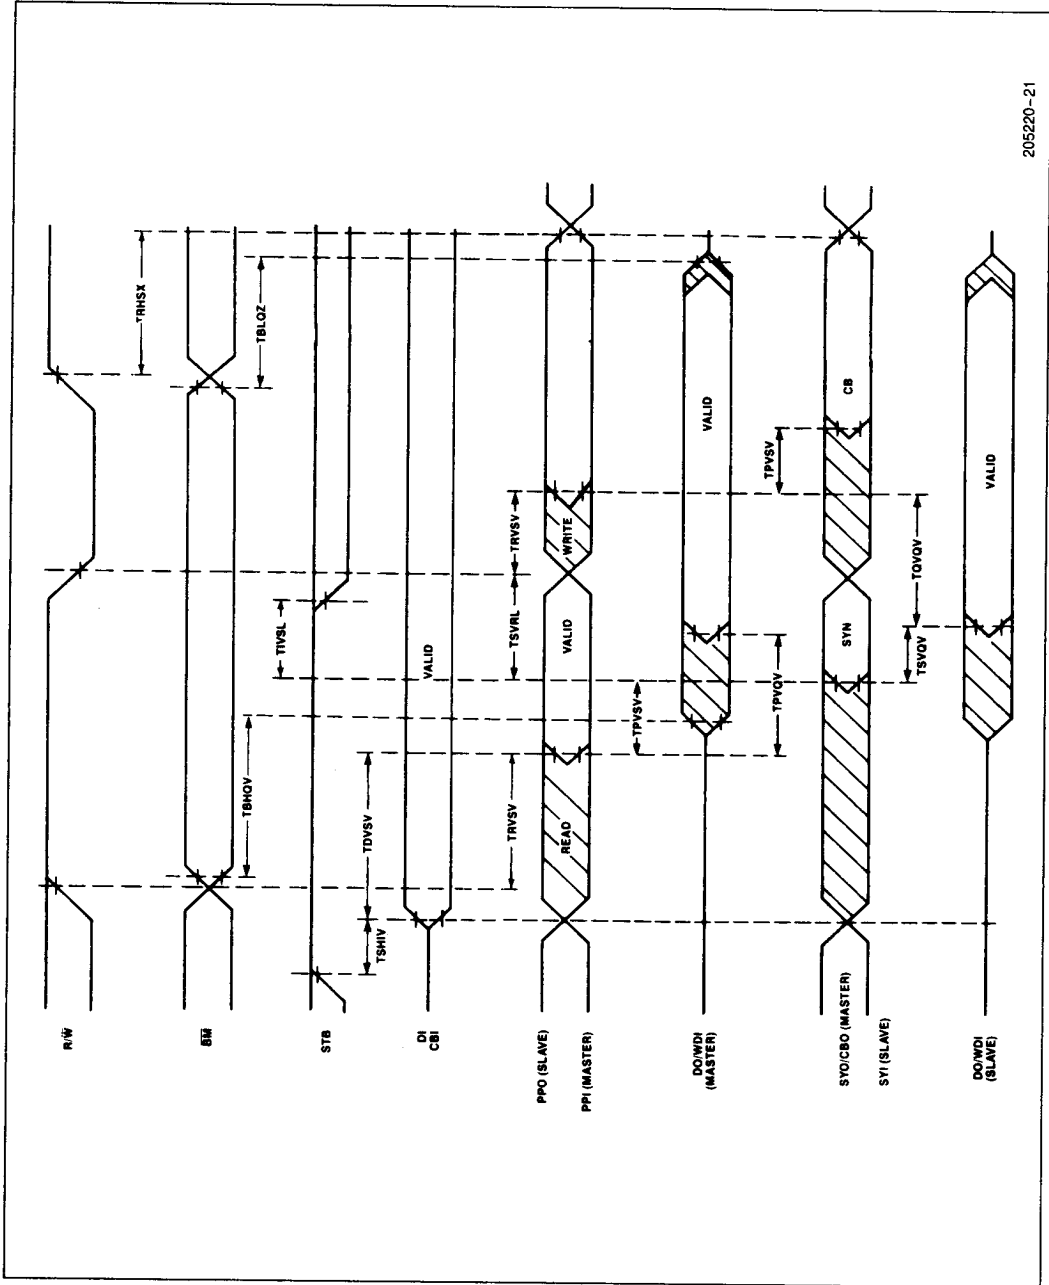 R/W̅
B̅M̅
STB
DI
CBI
PPO (SLAVE)
PPI (MASTER)
DO/WDI
(MASTER)
SYO/CBO (MASTER)
SYI (SLAVE)
DO/WDI
(SLAVE)
TRHSX
TBLQZ
TIVSL
TBHQV
VALID
TDVSV
TSHIV
TRVSV
TSVRL
TRVSV
READ
VALID
WRITE
TPVSV
TPVQV
VALID
TPVSV
SYN
CB
TSVQV
TQVQV
VALID
205220-21